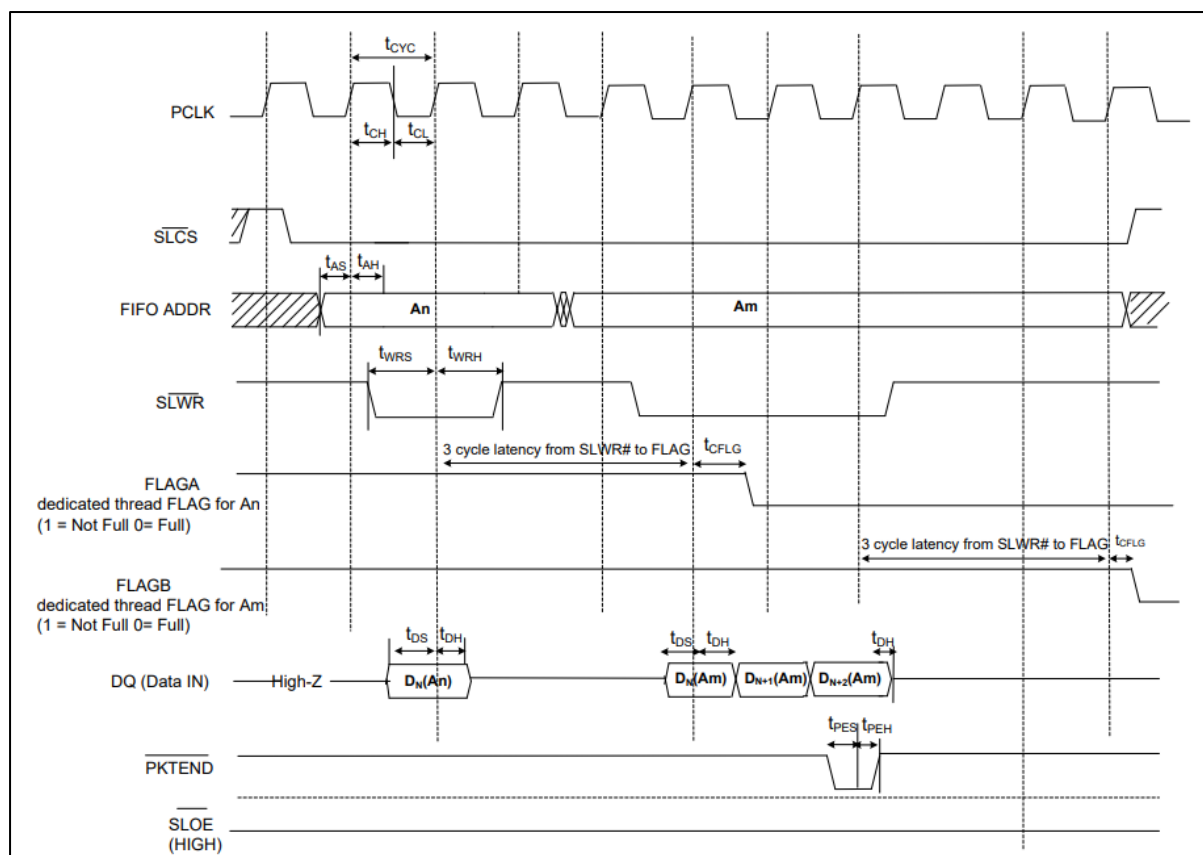 tCYC
PCLK
tCH
tCL
SLCS
tAS
tAH
FIFO ADDR
An
Am
tWRS
tWRH
SLWR
3 cycle latency from SLWR# to FLAG
tCFLG
FLAGA
dedicated thread FLAG for An
(1 = Not Full 0= Full)
3 cycle latency from SLWR# to FLAG
tCFLG
FLAGB
dedicated thread FLAG for Am
(1 = Not Full 0= Full)
tDS
tDH
tDS
tDH
tDH
DQ (Data IN)
High-Z
DN(An)
DN(Am)
DN+1(Am)
DN+2(Am)
tPES
tPEH
PKTEND
SLOE
(HIGH)